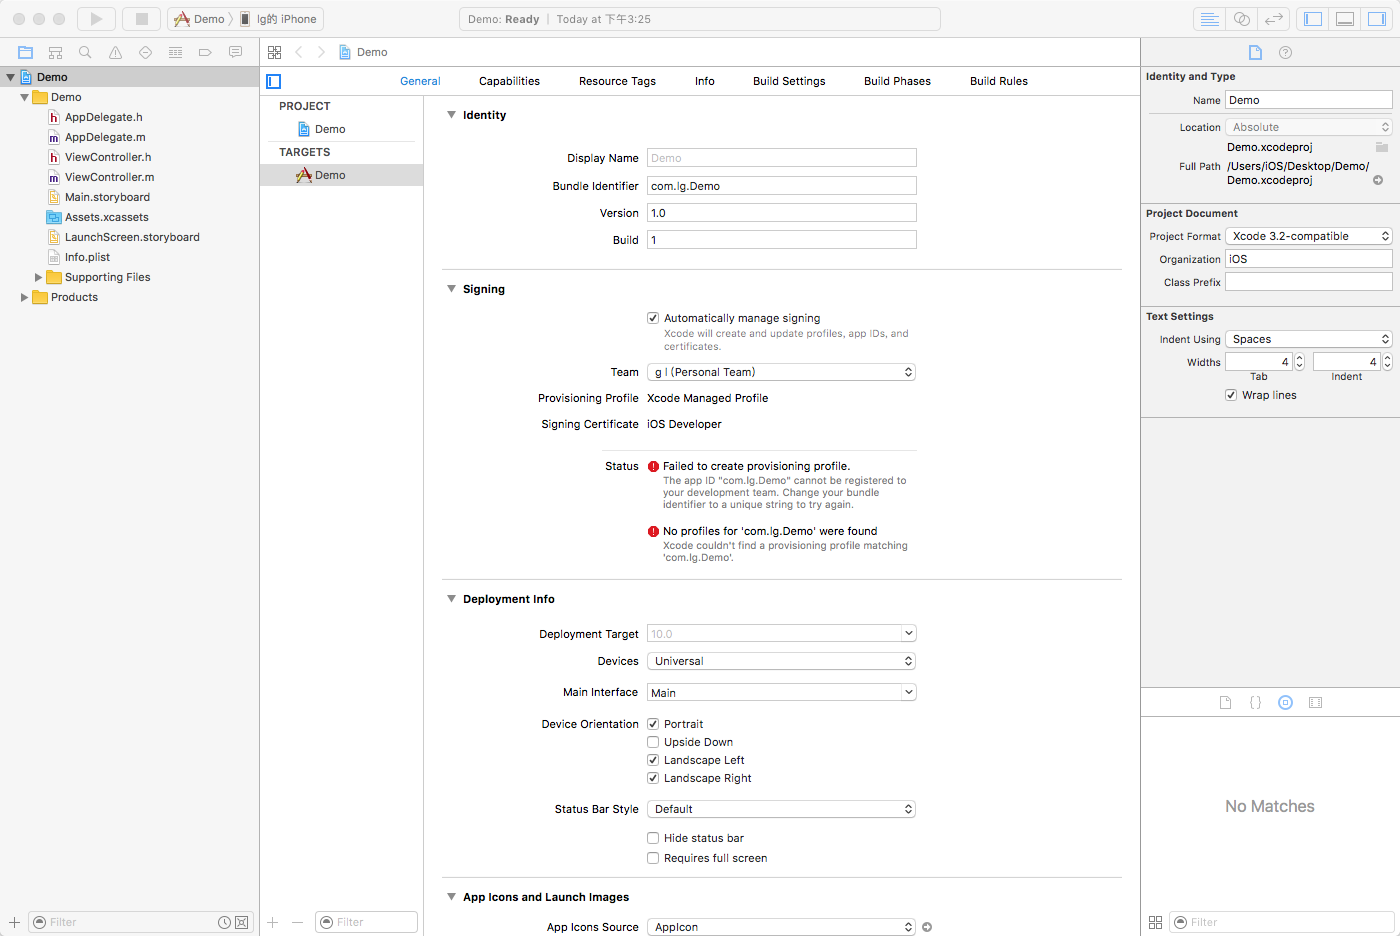 Demo
lg的 iPhone
Demo: Ready | Today at 下午3:25
Demo
Demo
AppDelegate.h
AppDelegate.m
ViewController.h
ViewController.m
Main.storyboard
Assets.xcassets
LaunchScreen.storyboard
Info.plist
Supporting Files
Products
Filter
Demo
General Capabilities Resource Tags Info Build Settings Build Phases Build Rules
PROJECT
Demo
TARGETS
Demo
Filter
Identity
Display Name Demo
Bundle Identifier com.lg.Demo
Version 1.0
Build 1
Signing
Automatically manage signing
Xcode will create and update profiles, app IDs, and
certificates.
Team g l (Personal Team)
Provisioning Profile Xcode Managed Profile
Signing Certificate iOS Developer
Status Failed to create provisioning profile.
The app ID "com.lg.Demo" cannot be registered to
your development team. Change your bundle
identifier to a unique string to try again.
No profiles for 'com.lg.Demo' were found
Xcode couldn't find a provisioning profile matching
'com.lg.Demo'.
Deployment Info
Deployment Target 10.0
Devices Universal
Main Interface Main
Device Orientation Portrait
Upside Down
Landscape Left
Landscape Right
Status Bar Style Default
Hide status bar
Requires full screen
App Icons and Launch Images
App Icons Source AppIcon
Identity and Type
Name Demo
Location Absolute
Demo.xcodeproj
Full Path /Users/iOS/Desktop/Demo/
Demo.xcodeproj
Project Document
Project Format Xcode 3.2-compatible
Organization iOS
Class Prefix
Text Settings
Indent Using Spaces
Widths 4 4
Tab Indent
Wrap lines
No Matches
Filter